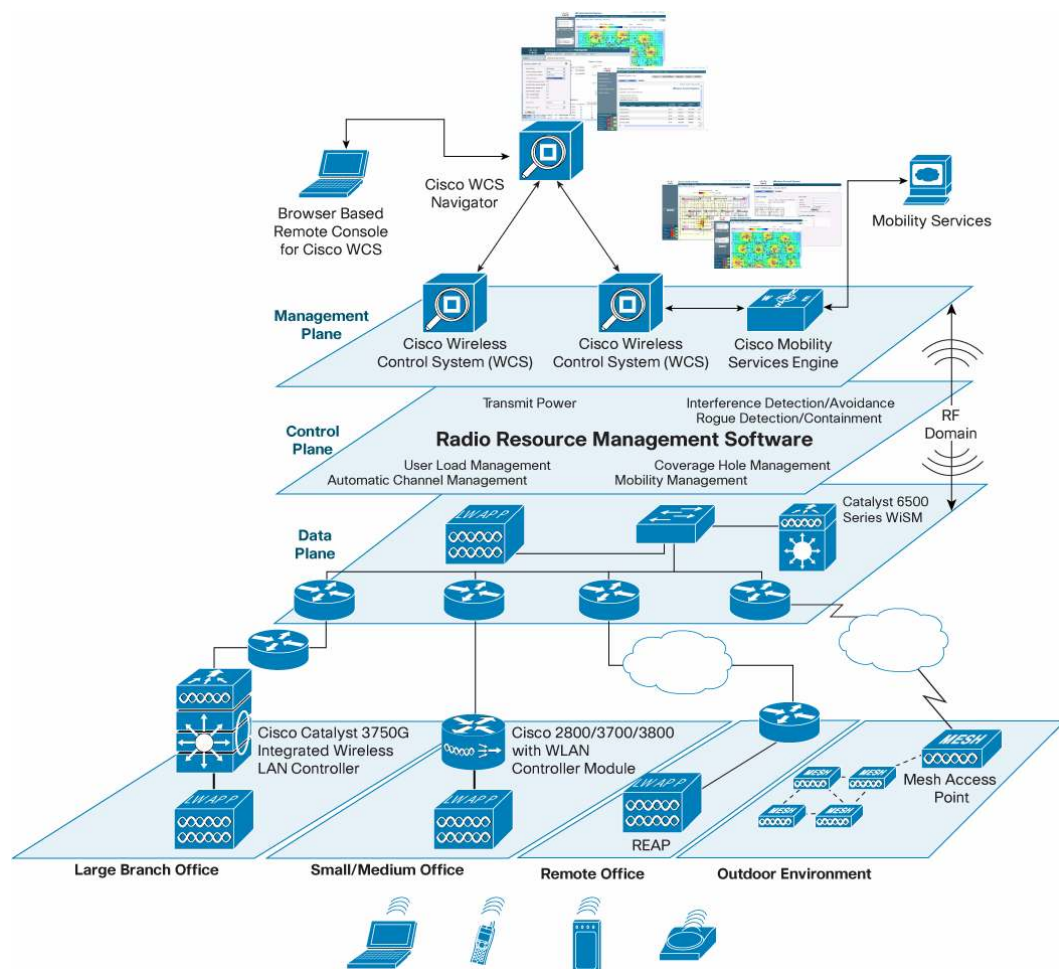 Cisco WCS
Navigator
Browser Based
Remote Console
for Cisco WCS
Mobility Services
Management
Plane
Cisco Wireless
Control System (WCS)
Cisco Wireless
Control System (WCS)
Cisco Mobility
Services Engine
Transmit Power
Interference Detection/Avoidance
Rogue Detection/Containment
RF
Domain
Control
Plane
Radio Resource Management Software
User Load Management
Automatic Channel Management
Coverage Hole Management
Mobility Management
Catalyst 6500
Series WiSM
LWAPP
Data
Plane
Cisco Catalyst 3750G
Integrated Wireless
LAN Controller
Cisco 2800/3700/3800
with WLAN
Controller Module
MESH
Mesh Access
Point
MESH
MESH
MESH
MESH
MESH
LWAPP
LWAPP
LWAPP
REAP
Large Branch Office
Small/Medium Office
Remote Office
Outdoor Environment